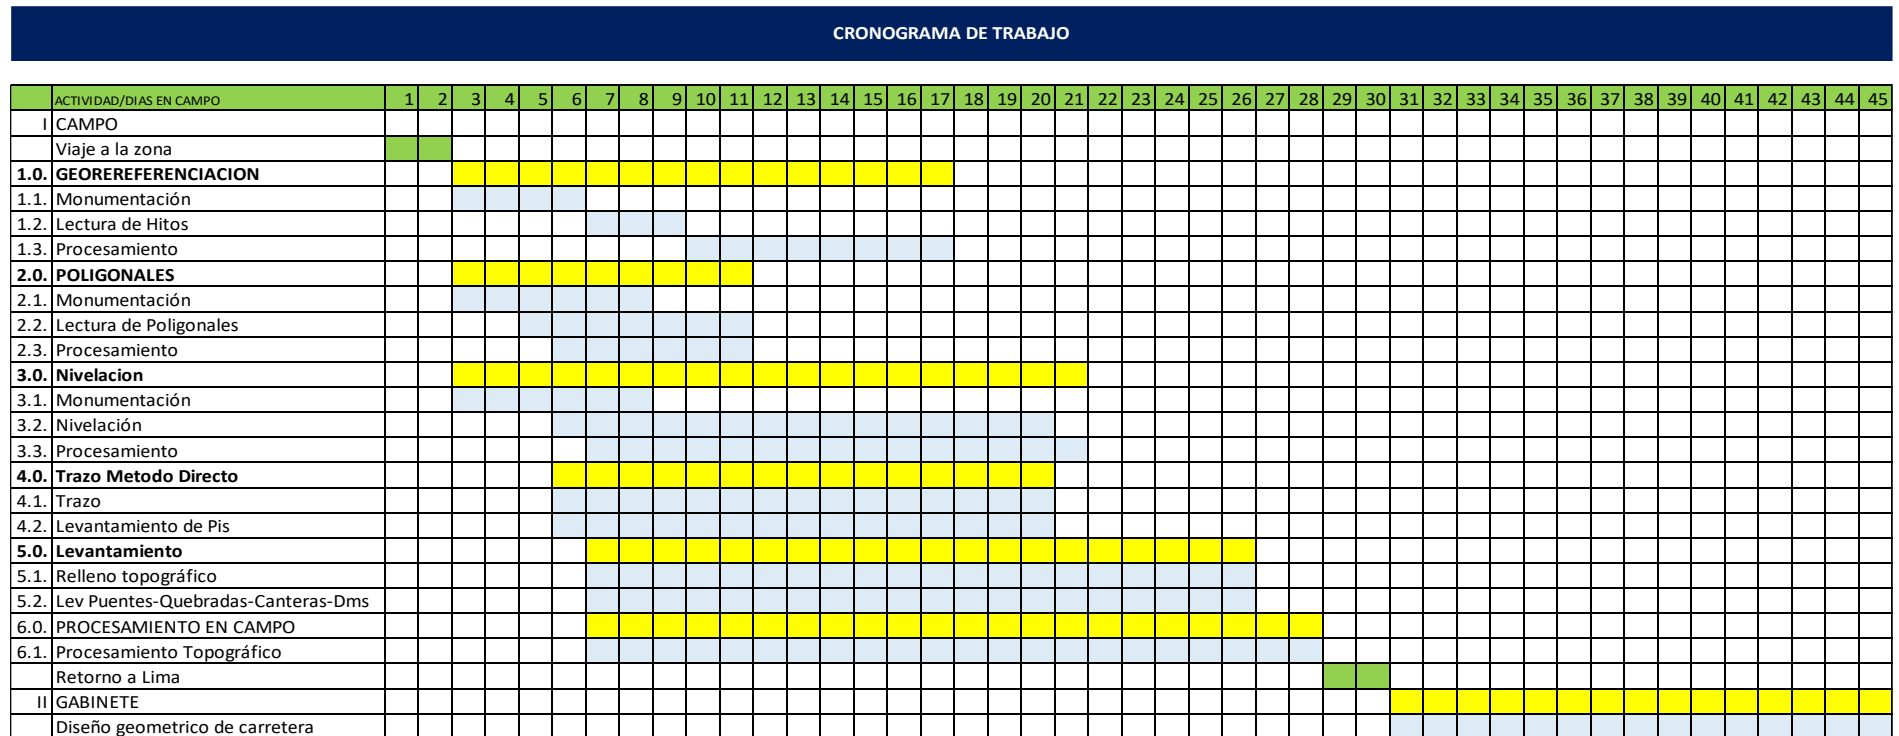 CRONOGRAMA DE TRABAJO
ACTIVIDAD/DIAS EN CAMPO 1 2 3 4 5 6 7 8 9 10 11 12 13 14 15 16 17 18 19 20 21 22 23 24 25 26 27 28 29 30 31 32 33 34 35 36 37 38 39 40 41 42 43 44 45
I CAMPO
Viaje a la zona
1.0. GEOREREFERENCIACION
1.1. Monumentación
1.2. Lectura de Hitos
1.3. Procesamiento
2.0. POLIGONALES
2.1. Monumentación
2.2. Lectura de Poligonales
2.3. Procesamiento
3.0. Nivelacion
3.1. Monumentación
3.2. Nivelación
3.3. Procesamiento
4.0. Trazo Metodo Directo
4.1. Trazo
4.2. Levantamiento de Pis
5.0. Levantamiento
5.1. Relleno topográfico
5.2. Lev Puentes-Quebradas-Canteras-Dms
6.0. PROCESAMIENTO EN CAMPO
6.1. Procesamiento Topográfico
Retorno a Lima
II GABINETE
Diseño geometrico de carretera